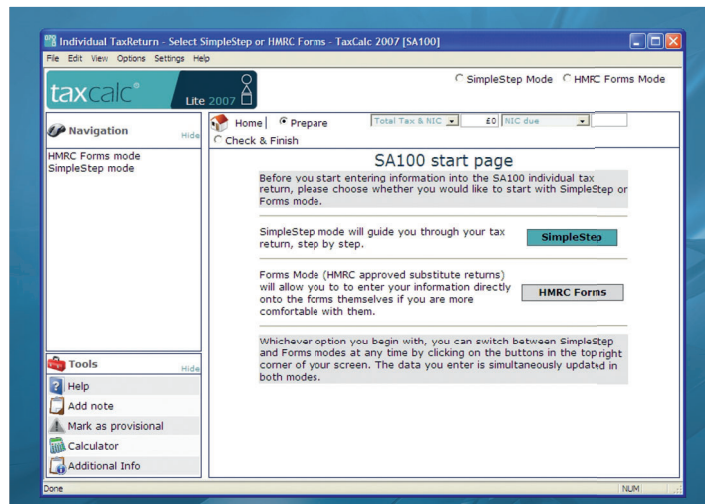 Individual TaxReturn - Select SimpleStep or HMRC Forms - TaxCalc 2007 [SA100]
File Edit View Options Settings Help
taxcalc® Lite 2007
SimpleStep Mode HMRC Forms Mode
Navigation Hide
HMRC Forms mode
SimpleStep mode
Home | Prepare Total Tax & NIC £0 NIC due
Check & Finish
SA100 start page
Before you start entering information into the SA100 individual tax
return, please choose whether you would like to start with SimpleStep or
Forms mode.
SimpleStep mode will guide you through your tax
return, step by step.
SimpleStep
Forms Mode (HMRC approved substitute returns)
will allow you to to enter your information directly
onto the forms themselves if you are more
comfortable with them.
HMRC Forms
Whichever option you begin with, you can switch between SimpleStep
and Forms modes at any time by clicking on the buttons in the top right
corner of your screen. The data you enter is simultaneously updated in
both modes.
Tools Hide
Help
Add note
Mark as provisional
Calculator
Additional Info
Done NUM